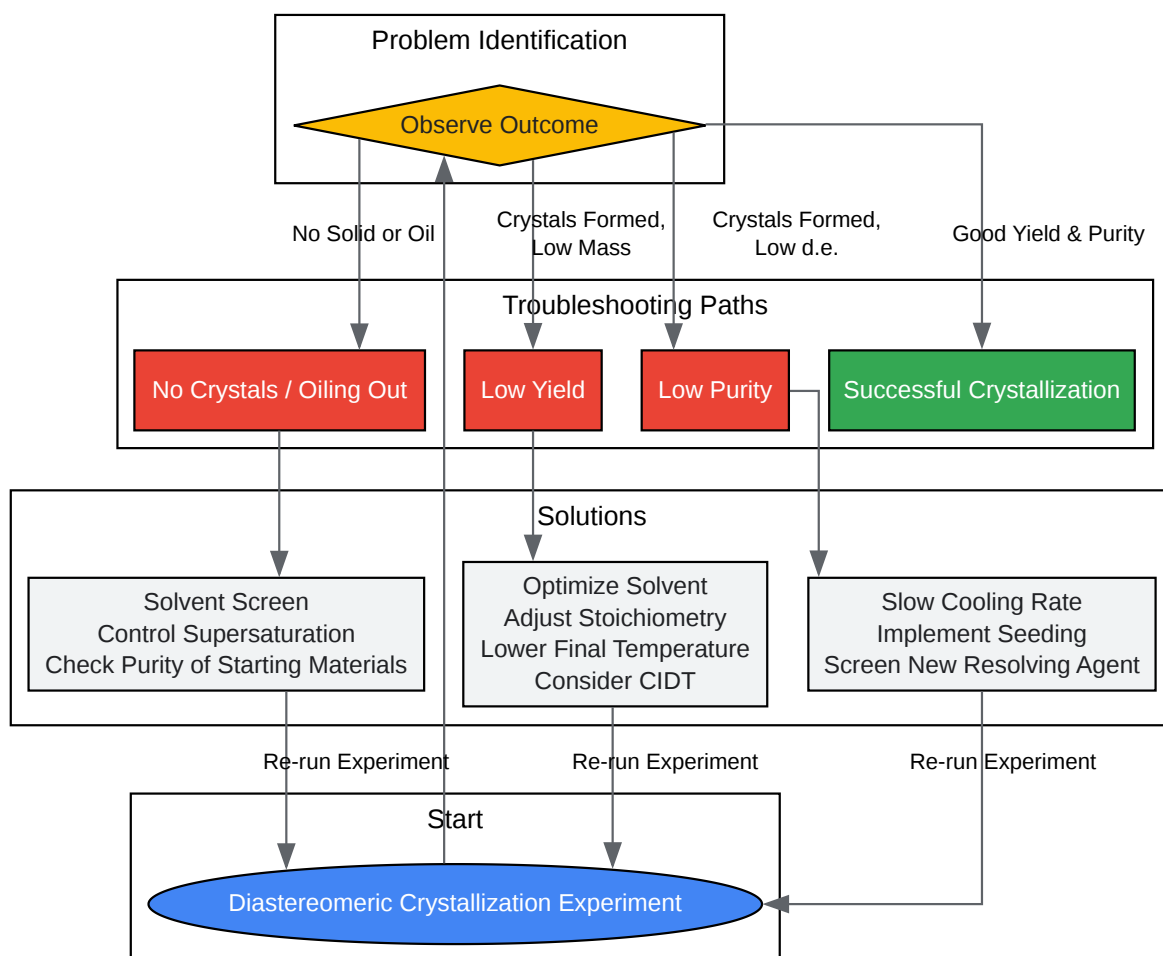 Problem Identification
Observe Outcome
No Solid or Oil
Crystals Formed,
Low Mass
Crystals Formed,
Low d.e.
Good Yield & Purity
Troubleshooting Paths
No Crystals / Oiling Out
Low Yield
Low Purity
Successful Crystallization
Solutions
Solvent Screen
Control Supersaturation
Check Purity of Starting Materials
Optimize Solvent
Adjust Stoichiometry
Lower Final Temperature
Consider CIDT
Slow Cooling Rate
Implement Seeding
Screen New Resolving Agent
Re-run Experiment
Re-run Experiment
Re-run Experiment
Start
Diastereomeric Crystallization Experiment